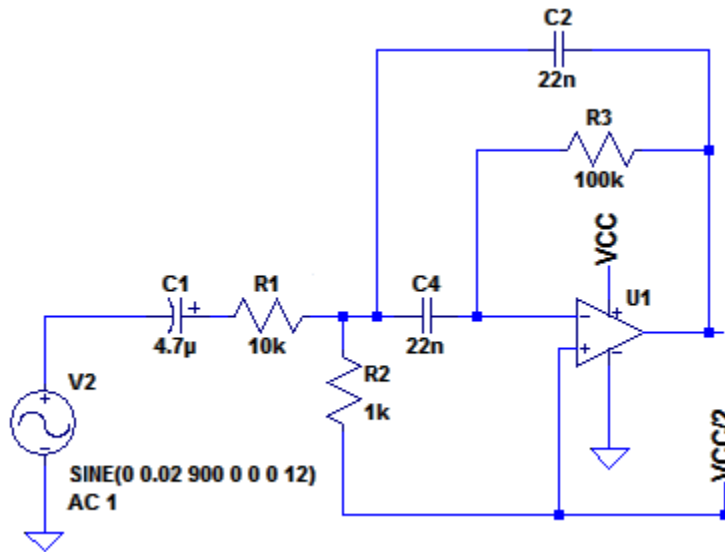 C2
22n
R3
100k
VCC
U1
C1
R1
C4
4.7µ
10k
22n
R2
1k
V2
VCC/2
SINE(0 0.02 900 0 0 0 12)
AC 1